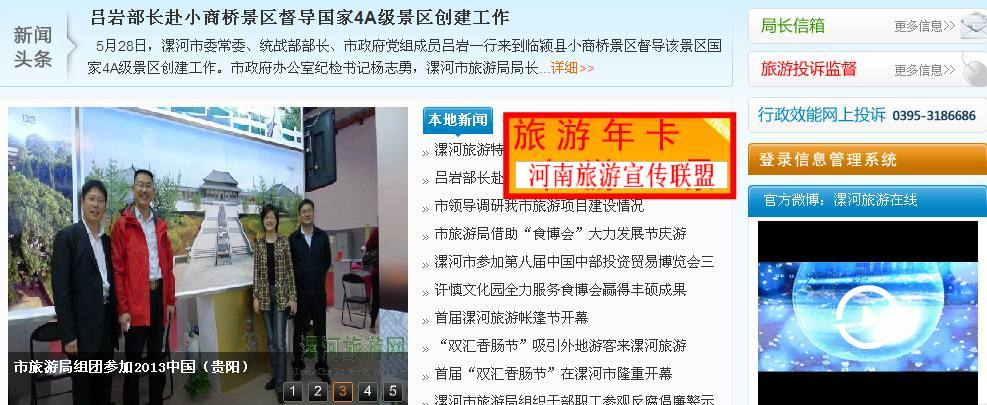 新闻
头条
吕岩部长赴小商桥景区督导国家4A级景区创建工作
5月28日，漯河市委常委、统战部部长、市政府党组成员吕岩一行来到临颍县小商桥景区督导该景区国
家4A级景区创建工作。市政府办公室纪检书记杨志勇，漯河市旅游局局长...详细>>
局长信箱 更多信息>>
旅游投诉监督 更多信息>>
行政效能网上投诉 0395-3186686
登录信息管理系统
官方微博：漯河旅游在线
本地新闻
旅游年卡
河南旅游宣传联盟
» 漯河旅游特
» 吕岩部长赴
» 市领导调研我市旅游项目建设情况
» 市旅游局借助“食博会”大力发展节庆游
» 漯河市参加第八届中国中部投资贸易博览会三
» 许慎文化园全力服务食博会赢得丰硕成果
» 首届漯河旅游帐篷节开幕
» “双汇香肠节”吸引外地游客来漯河旅游
» 首届“双汇香肠节”在漯河市隆重开幕
» 漯河市旅游局组织干部职工参观反腐倡廉警示
漯河旅游网
市旅游局组团参加2013中国（贵阳）
1 2 3 4 5